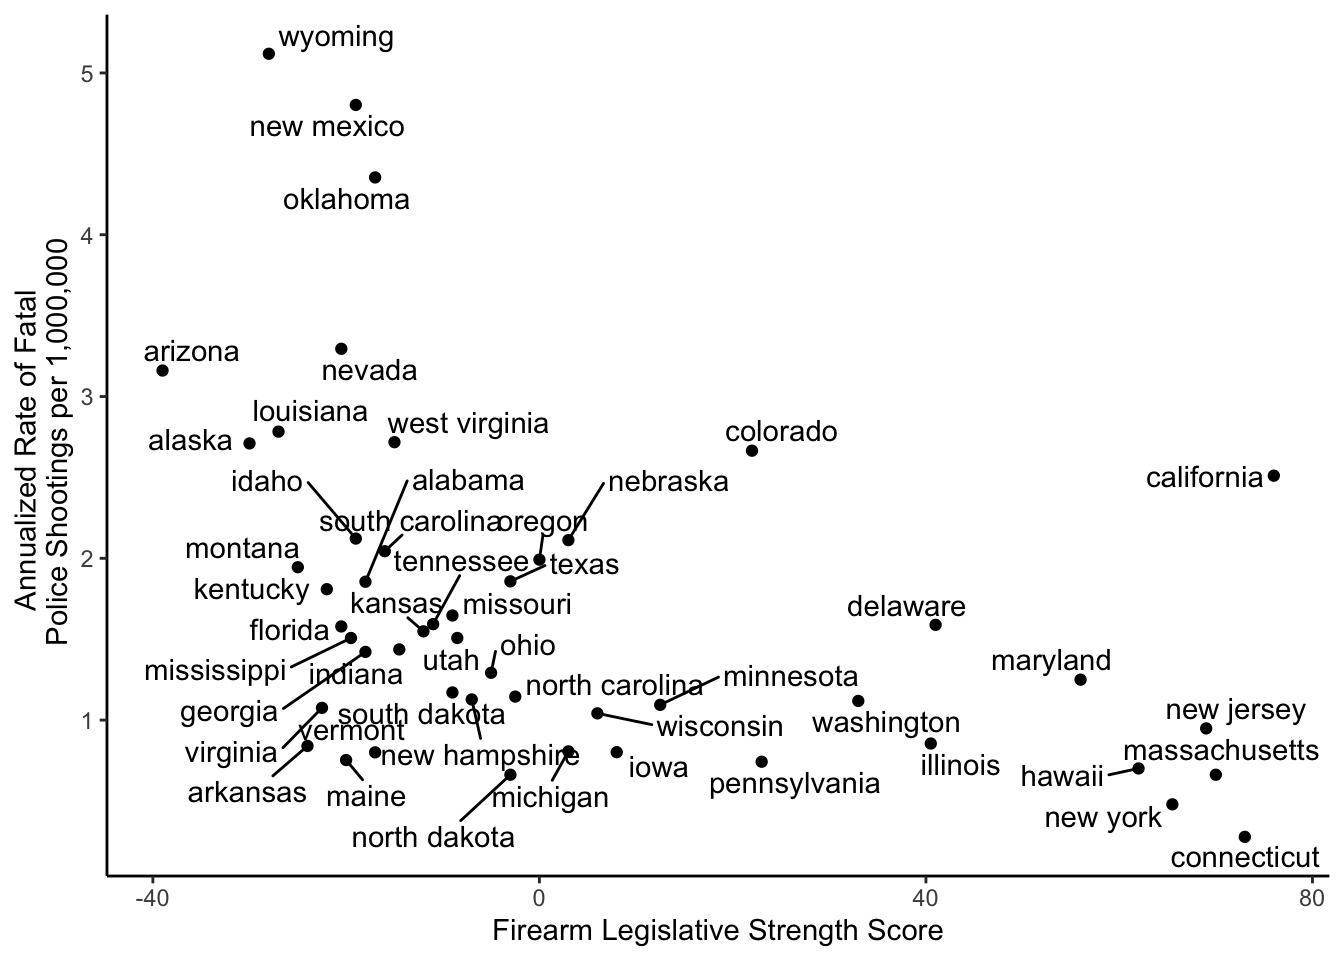 wyoming
5
new mexico
oklahoma
4
Annualized Rate of Fatal
Police Shootings per 1,000,000
arizona
nevada
3
louisiana
west virginia
alaska
colorado
california
idaho
alabama
nebraska
south carolina
oregon
montana
2
tennessee
texas
kentucky
kansas
missouri
delaware
florida
ohio
mississippi
indiana
utah
maryland
north carolina
minnesota
georgia
south dakota
new jersey
1
vermont
wisconsin
washington
virginia
new hampshire
massachusetts
iowa
illinois
hawaii
arkansas
maine
michigan
pennsylvania
new york
north dakota
connecticut
-40
0
40
80
Firearm Legislative Strength Score